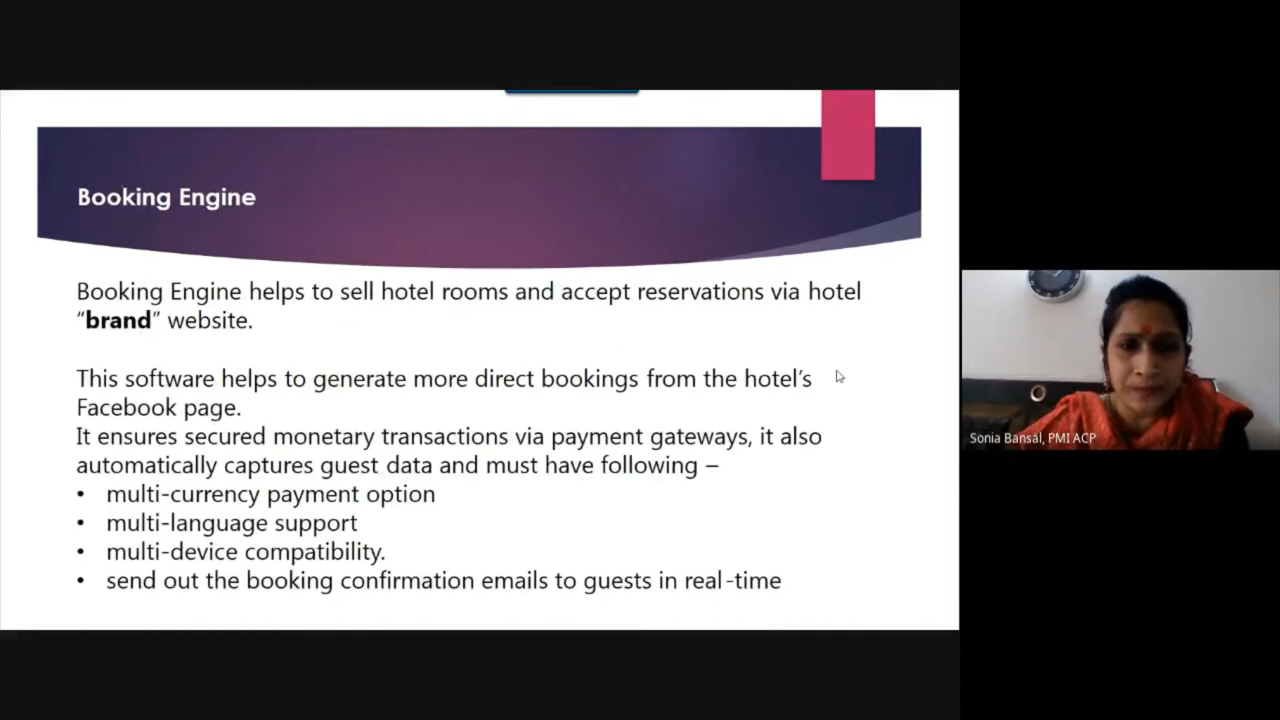 Booking Engine
Booking Engine helps to sell hotel rooms and accept reservations via hotel
“brand” website.
This software helps to generate more direct bookings from the hotel’s
Facebook page.
It ensures secured monetary transactions via payment gateways, it also
automatically captures guest data and must have following –
• multi-currency payment option
• multi-language support
• multi-device compatibility.
• send out the booking confirmation emails to guests in real-time
Sonia Bansal, PMI ACP